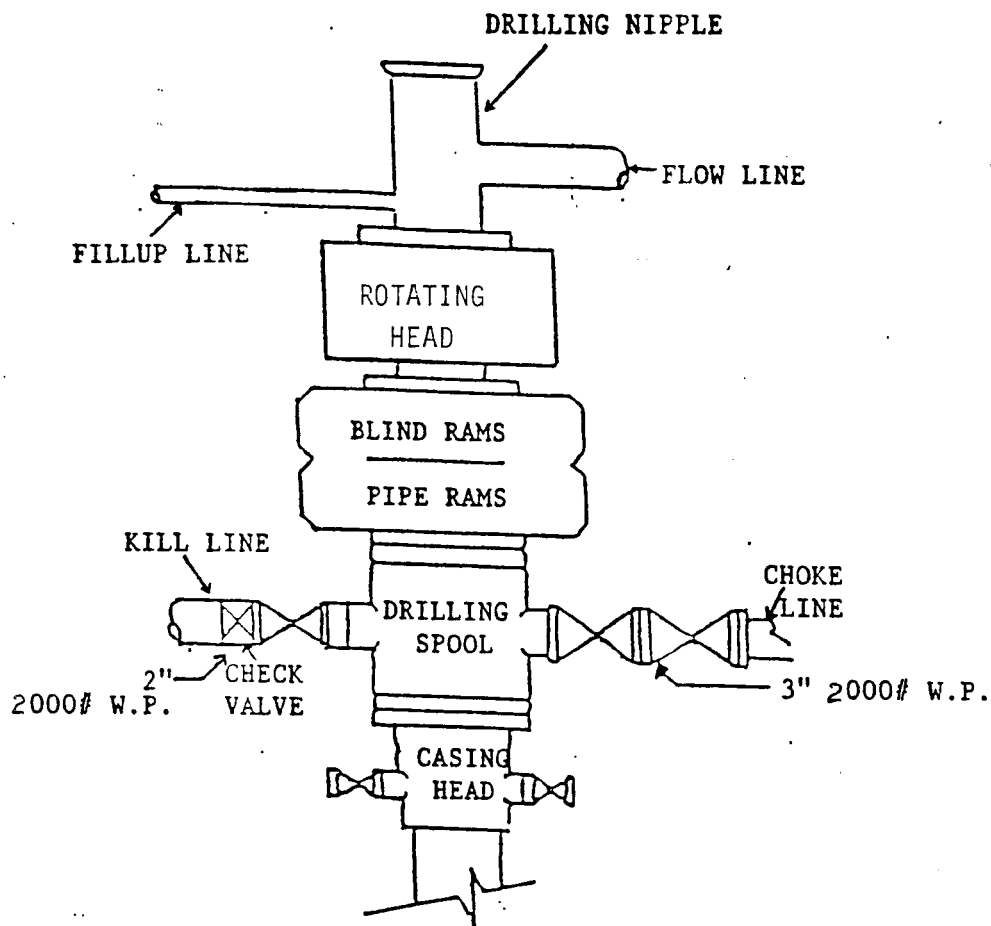 DRILLING NIPPLE
FLOW LINE
FILLUP LINE
ROTATING
HEAD
BLIND RAMS
PIPE RAMS
KILL LINE
CHOKE
LINE
DRILLING
SPOOL
2"
2000# W.P.
CHECK
VALVE
3" 2000# W.P.
CASING
HEAD